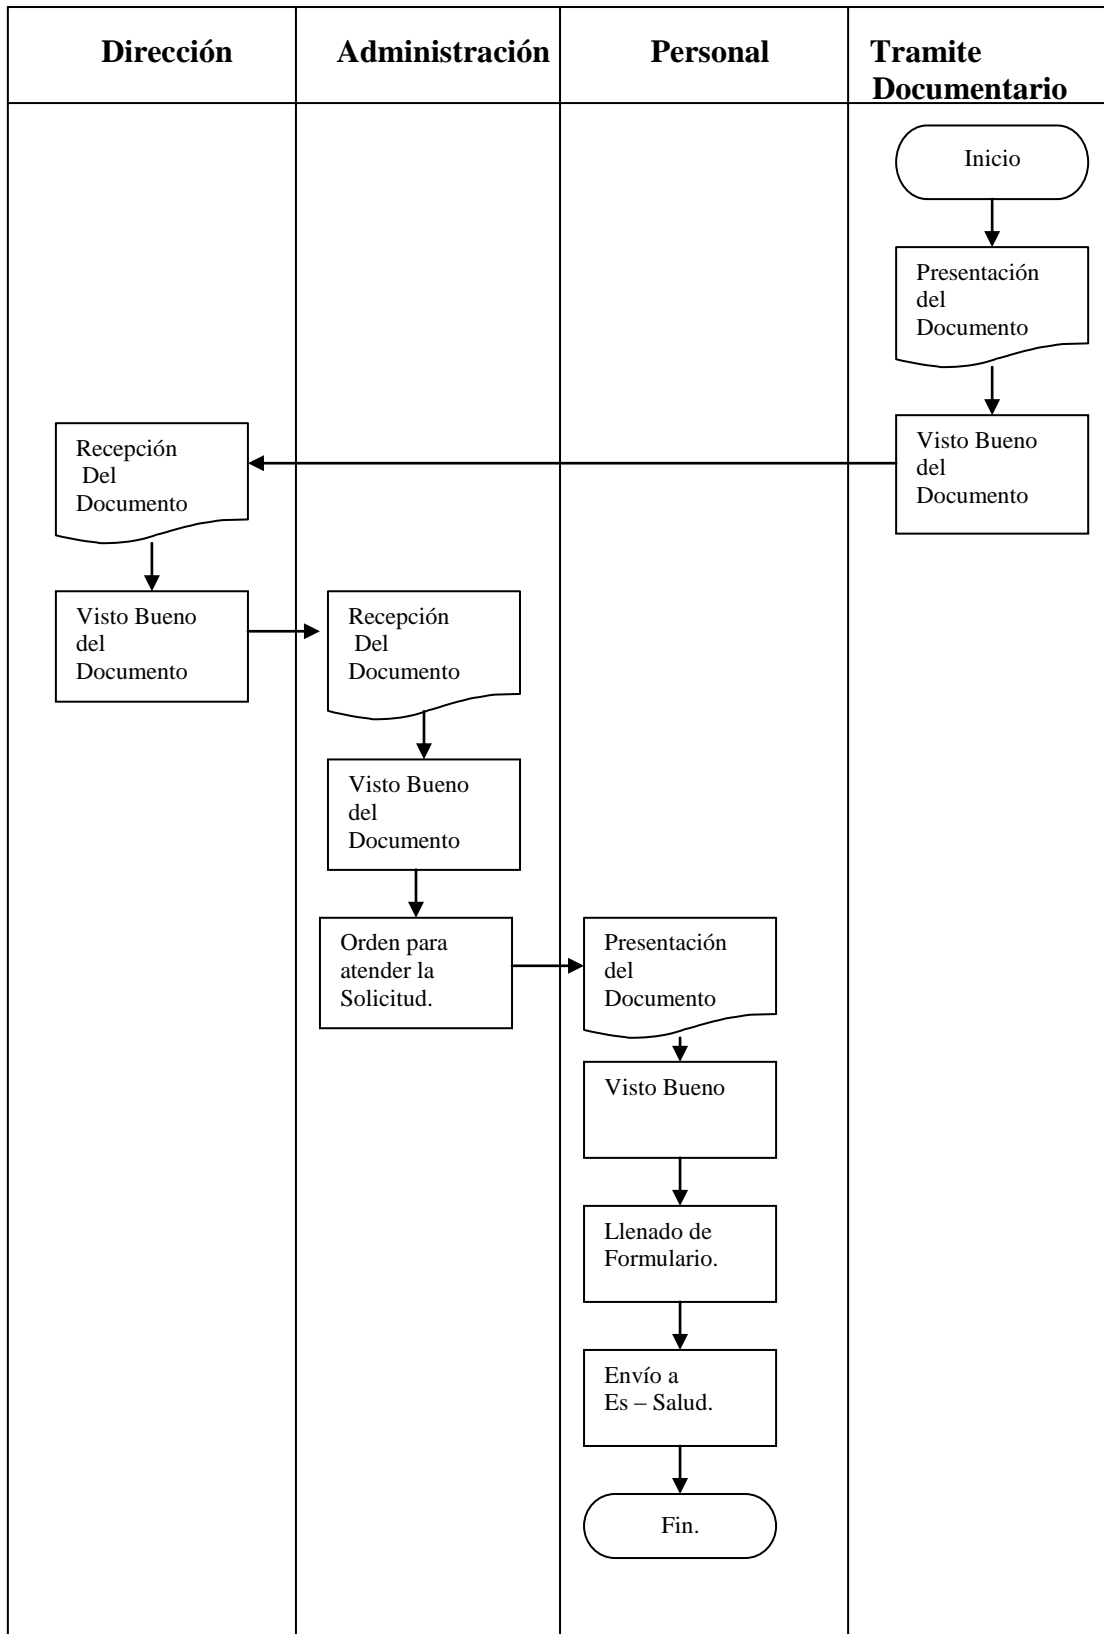 Dirección
Administración
Personal
Tramite
Documentario
Inicio
Presentación
del
Documento
Visto Bueno
del
Documento
Recepción
Del
Documento
Visto Bueno
del
Documento
Recepción
Del
Documento
Visto Bueno
del
Documento
Orden para
atender la
Solicitud.
Presentación
del
Documento
Visto Bueno
Llenado de
Formulario.
Envío a
Es – Salud.
Fin.